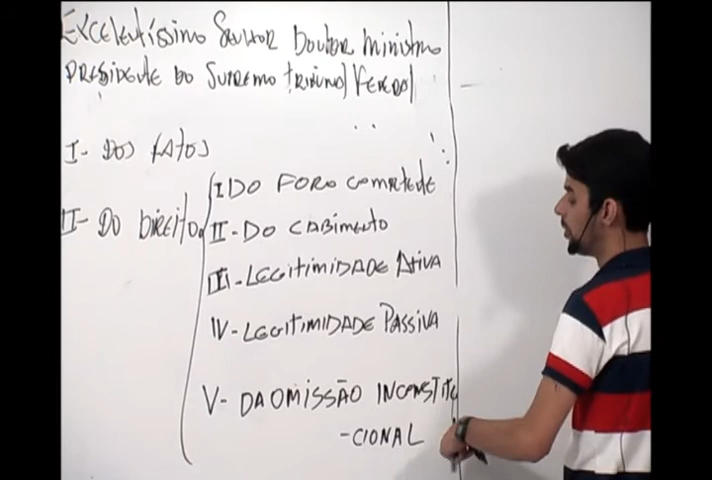 Excelentíssimo Senhor Doutor Ministro
Presidente do Supremo Tribunal Federal
I- Dos Fatos
II- Do Direito
I Do Foro Competente
II- Do Cabimento
III- Legitimidade Ativa
IV- Legitimidade Passiva
V- Da Omissão Inconstitu
-cional